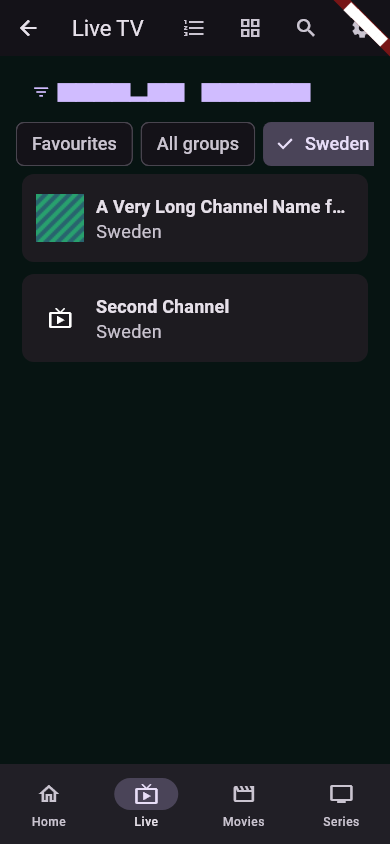 Live TV
Favourites
All groups
Sweden
A Very Long Channel Name f…
Sweden
Second Channel
Sweden
Home
Live
Movies
Series